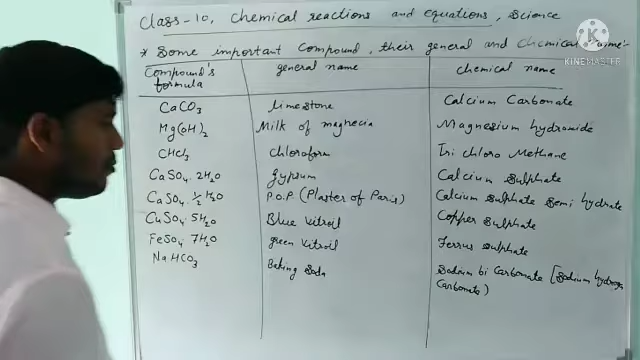 Class-10, Chemical reactions and equations, Science
* Some important Compound, their general and chemical name-
KINEMASTER
Compound's formula general name chemical name
CaCO3 limestone Calcium Carbonate
Mg(OH)2 Milk of magnecia Magnesium hydroxide
CHCl3 chloroform Tri chloro Methane
CaSO4. 2H2O Gypsum Calcium Sulphate
CaSO4 ½ H2O P.O.P (Plaster of Paris) Calcium Sulphate Semi hydrate
CuSO4 5H2O Blue Vitroil Copper Sulphate
FeSO4 7H2O green Vitroil Ferrus Sulphate
NaHCO3 Baking Soda Sodium bi Carbonate [Sodium hydrogen
Carbonate)